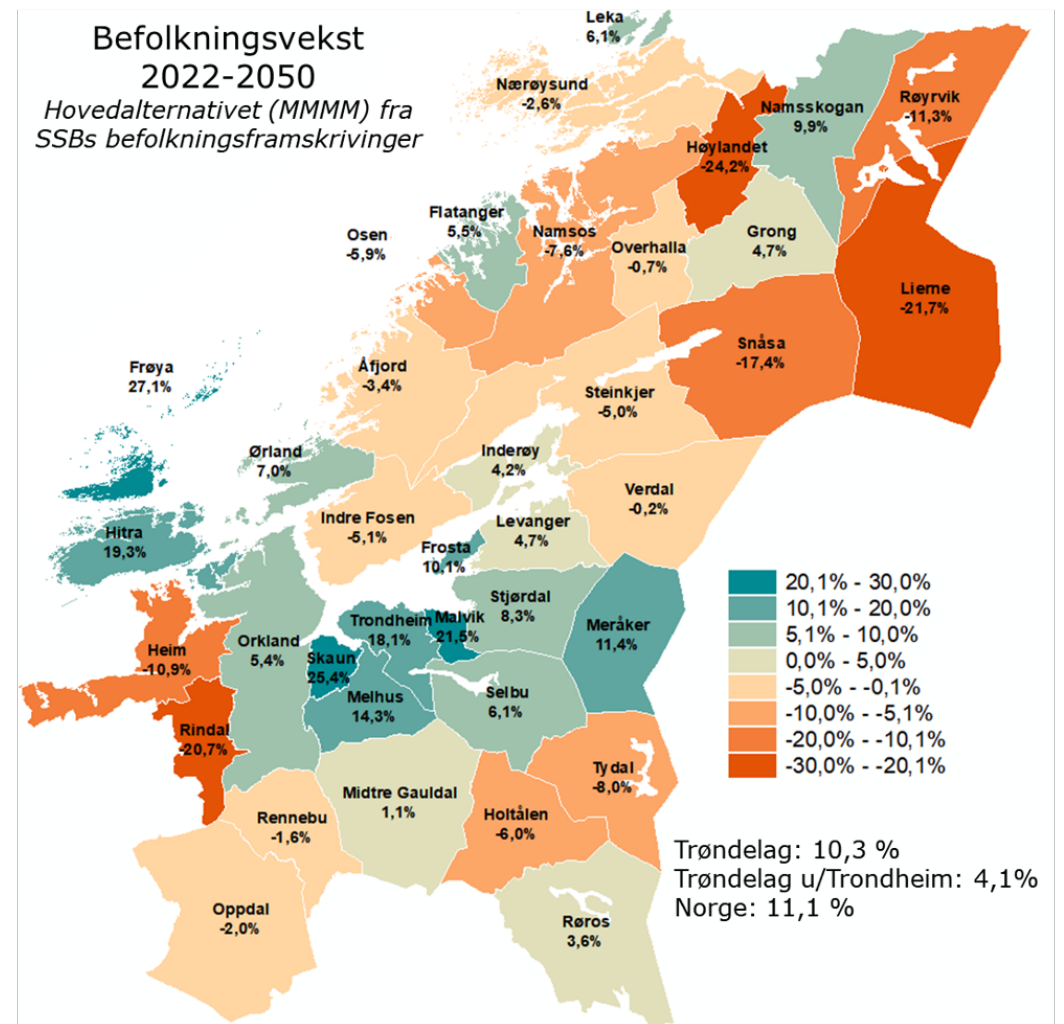 Befolkningsvekst
2022-2050
Hovedalternativet (MMMM) fra
SSBs befolkningsframskrivinger
Leka
6,1%
Nærøysund
-2,6%
Namsskogan
9,9%
Røyrvik
-11,3%
Høylandet
-24,2%
Flatanger
5,5%
Osen
-5,9%
Namsos
-7,6%
Overhalla
-0,7%
Grong
4,7%
Lierne
-21,7%
Snåsa
-17,4%
Frøya
27,1%
Åfjord
-3,4%
Steinkjer
-5,0%
Ørland
7,0%
Inderøy
4,2%
Verdal
-0,2%
Indre Fosen
-5,1%
Levanger
4,7%
Hitra
19,3%
Frosta
10,1%
Stjørdal
8,3%
Meråker
11,4%
Trondheim
18,1%
Malvik
21,5%
Orkland
5,4%
Skaun
25,4%
Heim
-10,9%
Melhus
14,3%
Selbu
6,1%
Rindal
-20,7%
Tydal
-8,0%
Midtre Gauldal
1,1%
Holtålen
-6,0%
Rennebu
-1,6%
Oppdal
-2,0%
Røros
3,6%
20,1% - 30,0%
10,1% - 20,0%
5,1% - 10,0%
0,0% - 5,0%
-5,0% - -0,1%
-10,0% - -5,1%
-20,0% - -10,1%
-30,0% - -20,1%
Trøndelag: 10,3 %
Trøndelag u/Trondheim: 4,1%
Norge: 11,1 %